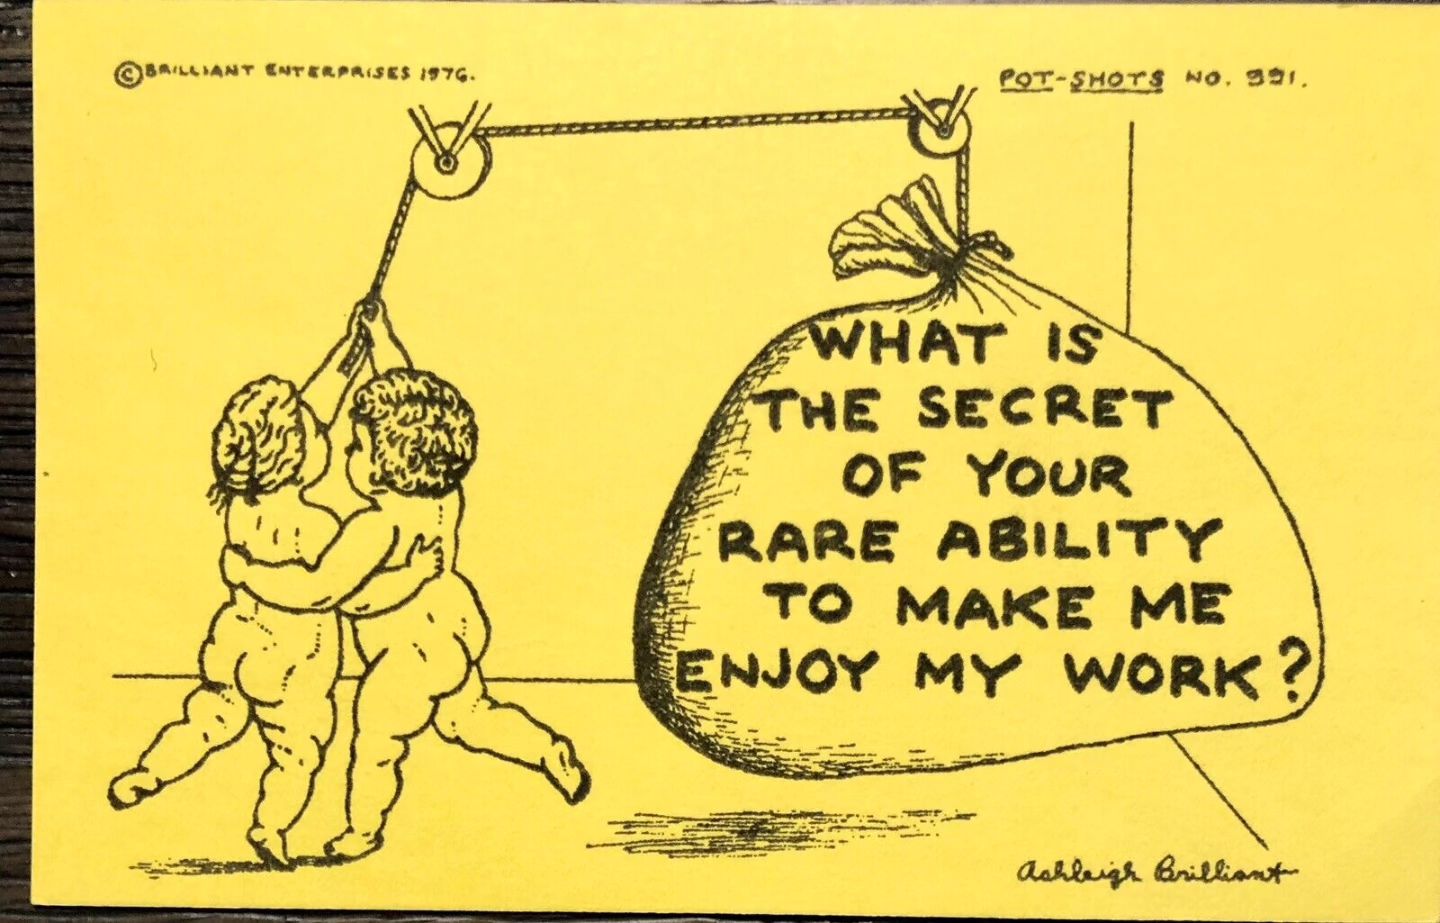 © BRILLIANT ENTERPRISES 1976.
POT-SHOTS NO. 391.
WHAT IS
THE SECRET
OF YOUR
RARE ABILITY
TO MAKE ME
ENJOY MY WORK?
Ashleigh Brilliant